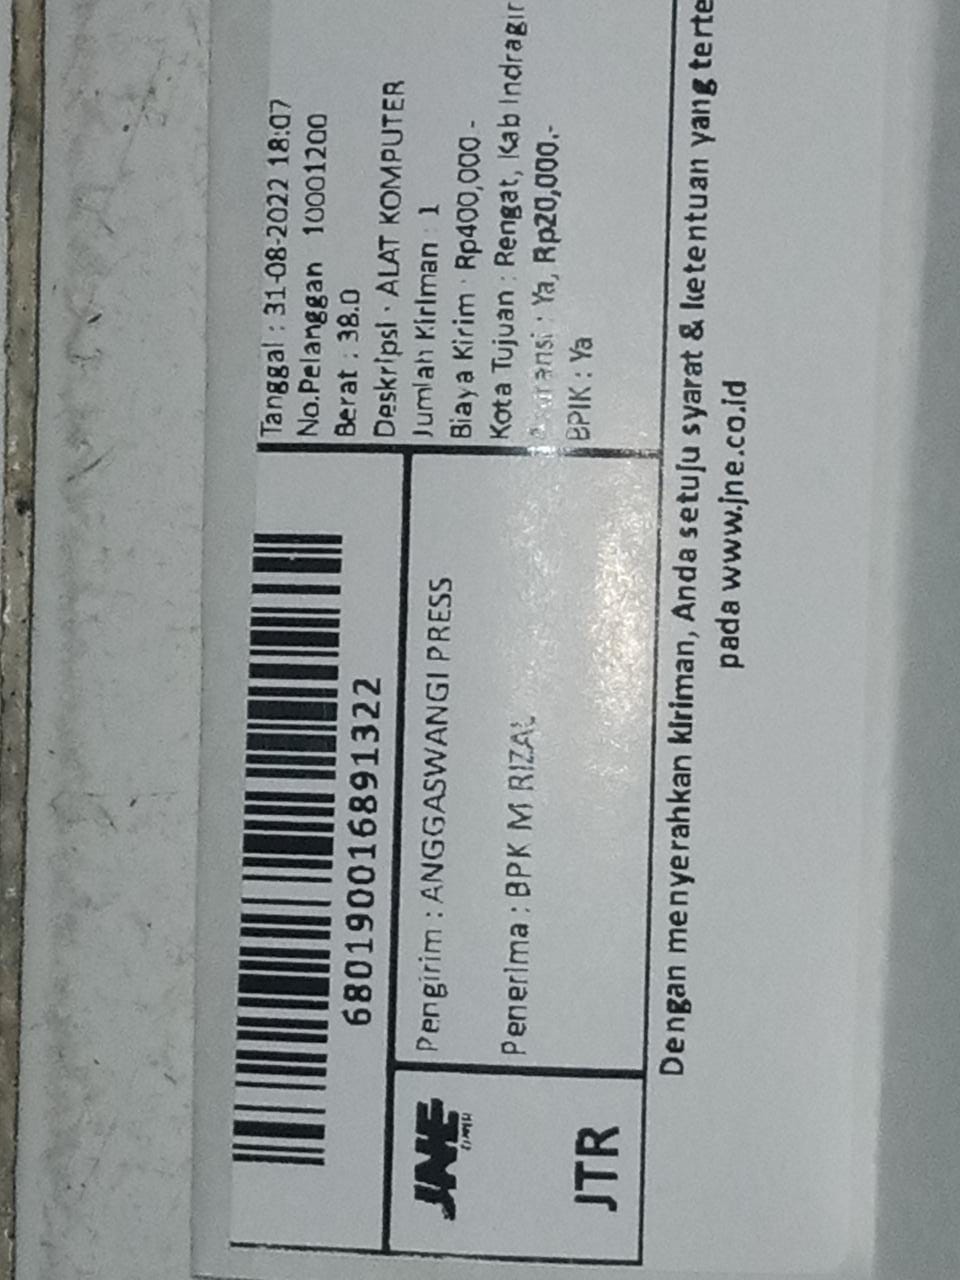 680190016891322
JNE
JTR
Pengirim : ANGGASWANGI PRESS
Penerima : BPK M RIZAL
Tanggal : 31-08-2022 18:07
No.Pelanggan 10001200
Berat : 38.0
Deskripsi : ALAT KOMPUTER
Jumlah Kiriman : 1
Biaya Kirim : Rp400,000.-
Kota Tujuan : Rengat, Kab Indragir
Asuransi : Ya, Rp20,000.-
BPIK : Ya
Dengan menyerahkan kiriman, Anda setuju syarat & ketentuan yang terte
pada www.jne.co.id